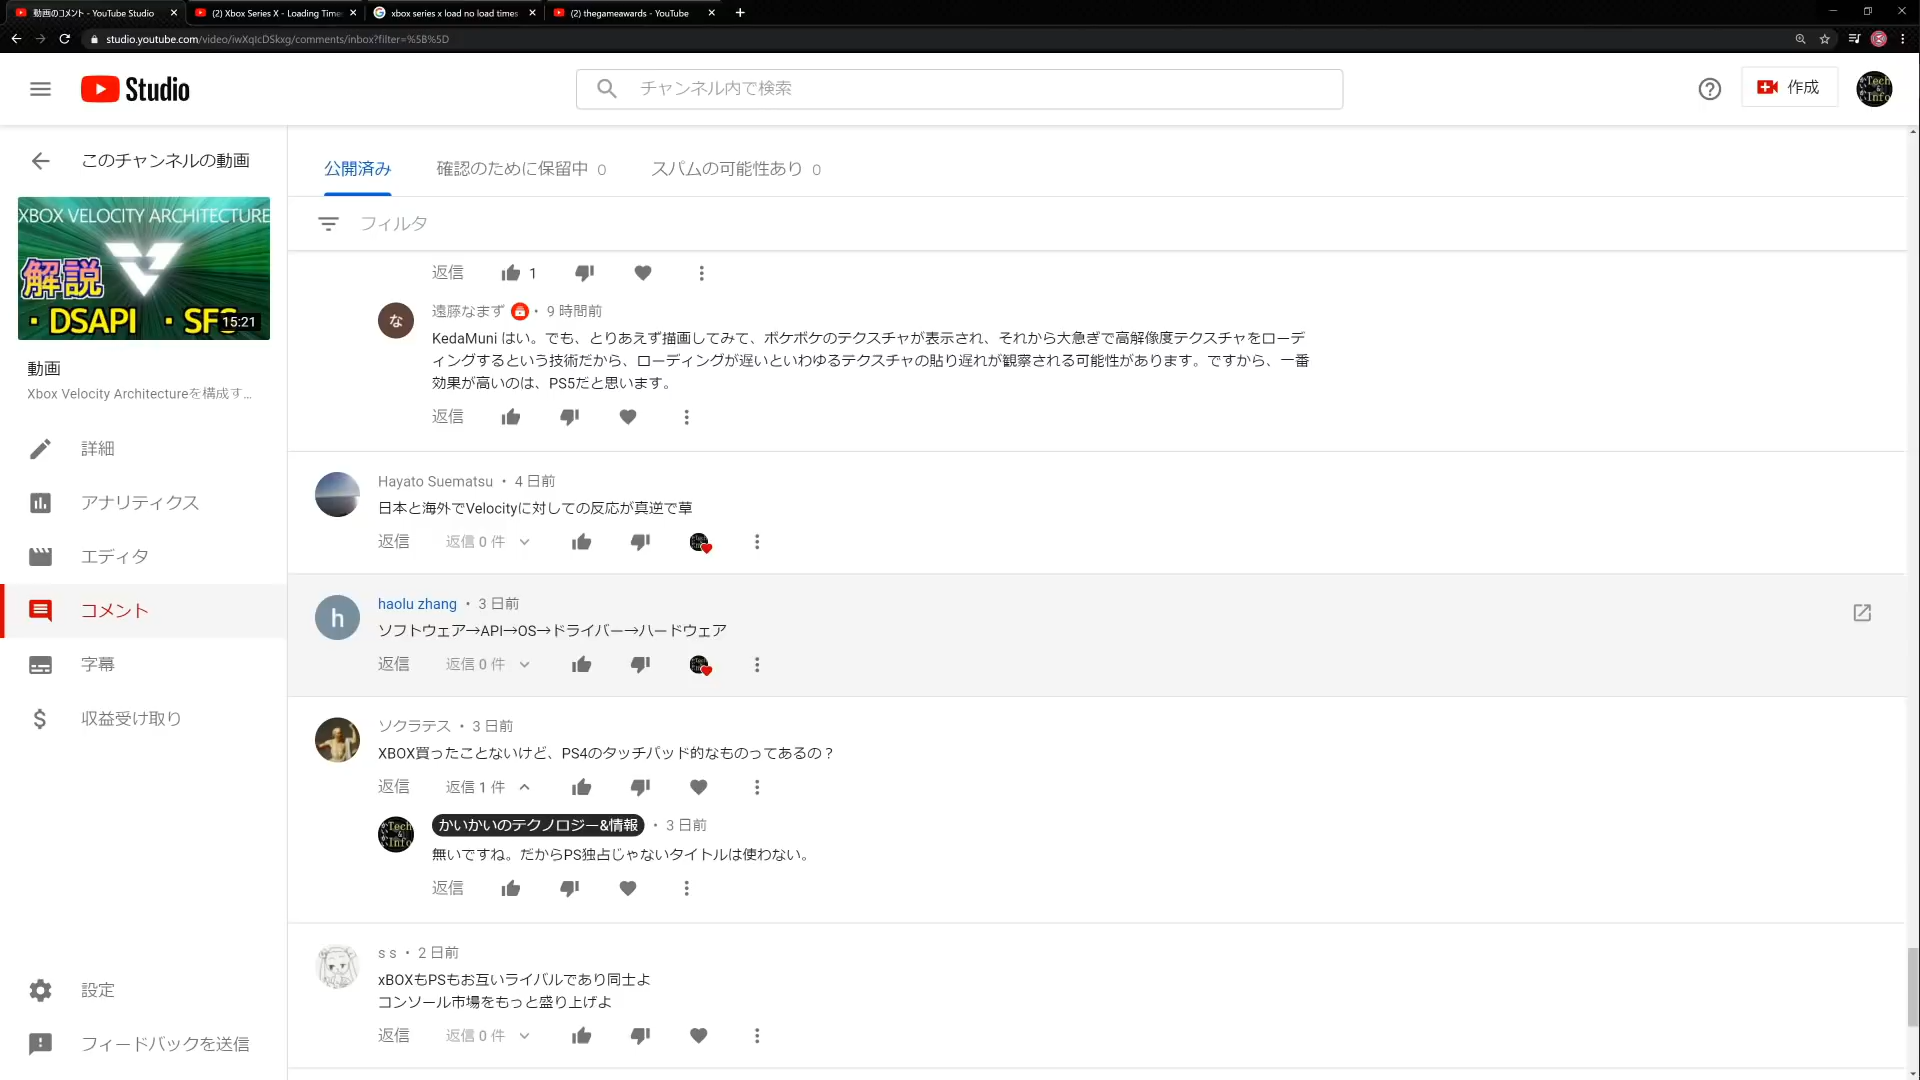 動画のコメント - YouTube Studio
(2) Xbox Series X - Loading Time
xbox series x load no load times
(2) thegameawards - YouTube
studio.youtube.com/video/iwXqIcDSkxg/comments/inbox?filter=%5B%5D
Studio
チャンネル内で検索
作成
このチャンネルの動画
公開済み
確認のために保留中 0
スパムの可能性あり 0
XBOX VELOCITY ARCHITECTURE
解説
・DSAPI ・SFS
15:21
フィルタ
返信 1
遠藤なまず ・ 9 時間前
KedaMuni はい。でも、とりあえず描画してみて、ボケボケのテクスチャが表示され、それから大急ぎで高解像度テクスチャをローデ
ィングするという技術だから、ローディングが遅いといわゆるテクスチャの貼り遅れが観察される可能性があります。ですから、一番
効果が高いのは、PS5だと思います。
返信
動画
Xbox Velocity Architectureを構成す...
詳細
アナリティクス
エディタ
コメント
字幕
収益受け取り
設定
フィードバックを送信
Hayato Suematsu ・ 4 日前
日本と海外でVelocityに対しての反応が真逆で草
返信 返信 0 件
h
haolu zhang ・ 3 日前
ソフトウェア→API→OS→ドライバー→ハードウェア
返信 返信 0 件
ソクラテス ・ 3 日前
XBOX買ったことないけど、PS4のタッチパッド的なものってあるの？
返信 返信 1 件
かいかいのテクノロジー&情報 ・ 3 日前
無いですね。だからPS独占じゃないタイトルは使わない。
返信
s s ・ 2 日前
xBOXもPSもお互いライバルであり同士よ
コンソール市場をもっと盛り上げよ
返信 返信 0 件